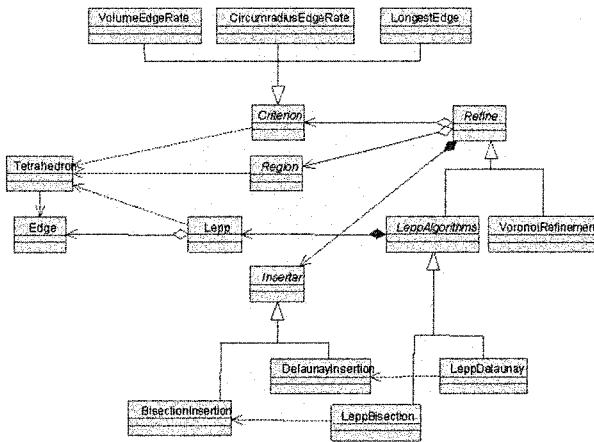 VolumeEdgeRate
CircumradiusEdgeRate
LongestEdge
Criterion
Refine
Tetrahedron
Region
Edge
Lepp
LeppAlgorithms
VoronoiRefinement
Insertar
DelaunayInsertion
LeppDelaunay
BisectionInsertion
LeppBisection